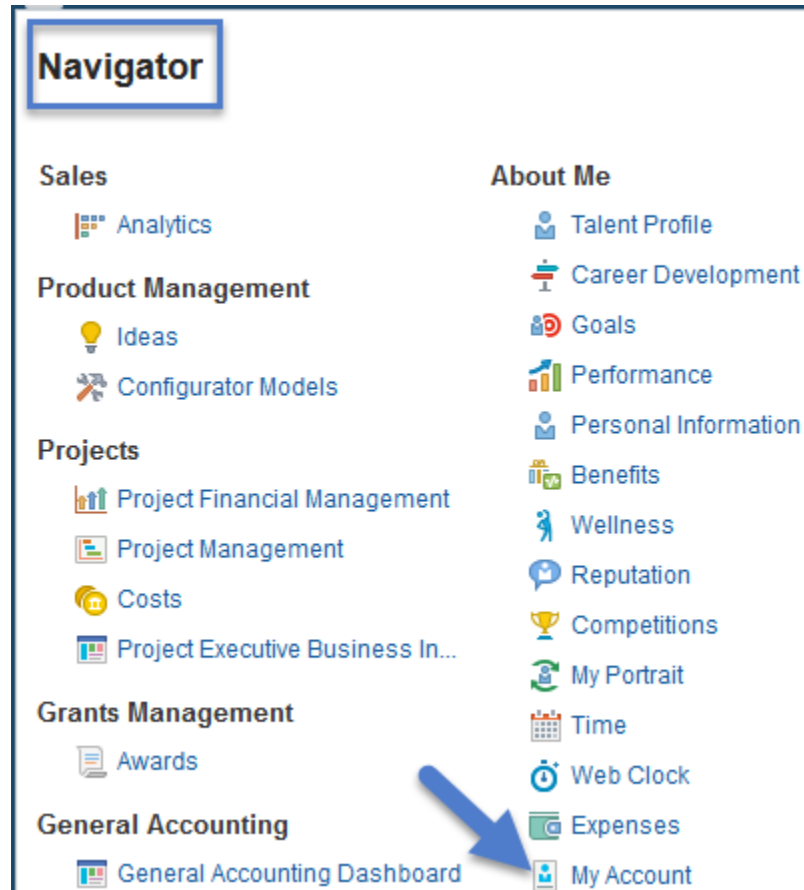 Navigator
Sales
Analytics
Product Management
Ideas
Configurator Models
Projects
Project Financial Management
Project Management
Costs
Project Executive Business In...
Grants Management
Awards
General Accounting
General Accounting Dashboard
About Me
Talent Profile
Career Development
Goals
Performance
Personal Information
Benefits
Wellness
Reputation
Competitions
My Portrait
Time
Web Clock
Expenses
My Account